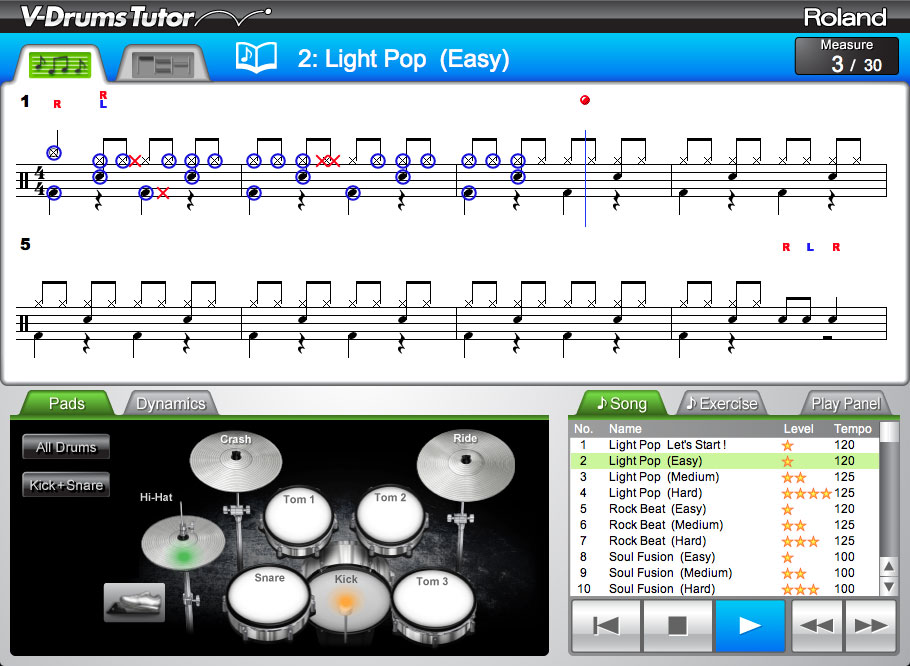 V-Drums Tutor
Roland
2: Light Pop (Easy)
Measure
3 / 30
1
R
R
L
4
4
5
R L R
Pads
Dynamics
All Drums
Kick+Snare
Crash
Ride
Hi-Hat
Tom 1
Tom 2
Snare
Kick
Tom 3
♪Song
♪Exercise
Play Panel
No. Name Level Tempo
1 Light Pop Let's Start ! 120
2 Light Pop (Easy) 120
3 Light Pop (Medium) 125
4 Light Pop (Hard) 125
5 Rock Beat (Easy) 120
6 Rock Beat (Medium) 125
7 Rock Beat (Hard) 125
8 Soul Fusion (Easy) 100
9 Soul Fusion (Medium) 100
10 Soul Fusion (Hard) 100